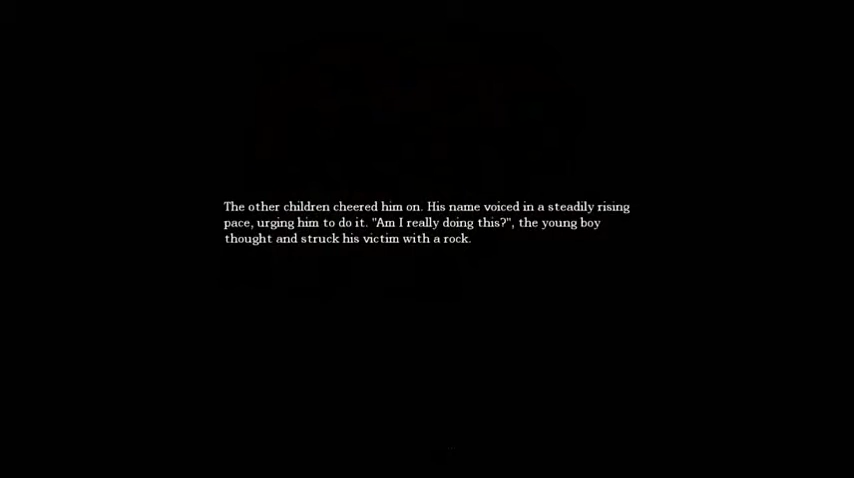 The other children cheered him on. His name voiced in a steadily rising
pace, urging him to do it. "Am I really doing this?", the young boy
thought and struck his victim with a rock.